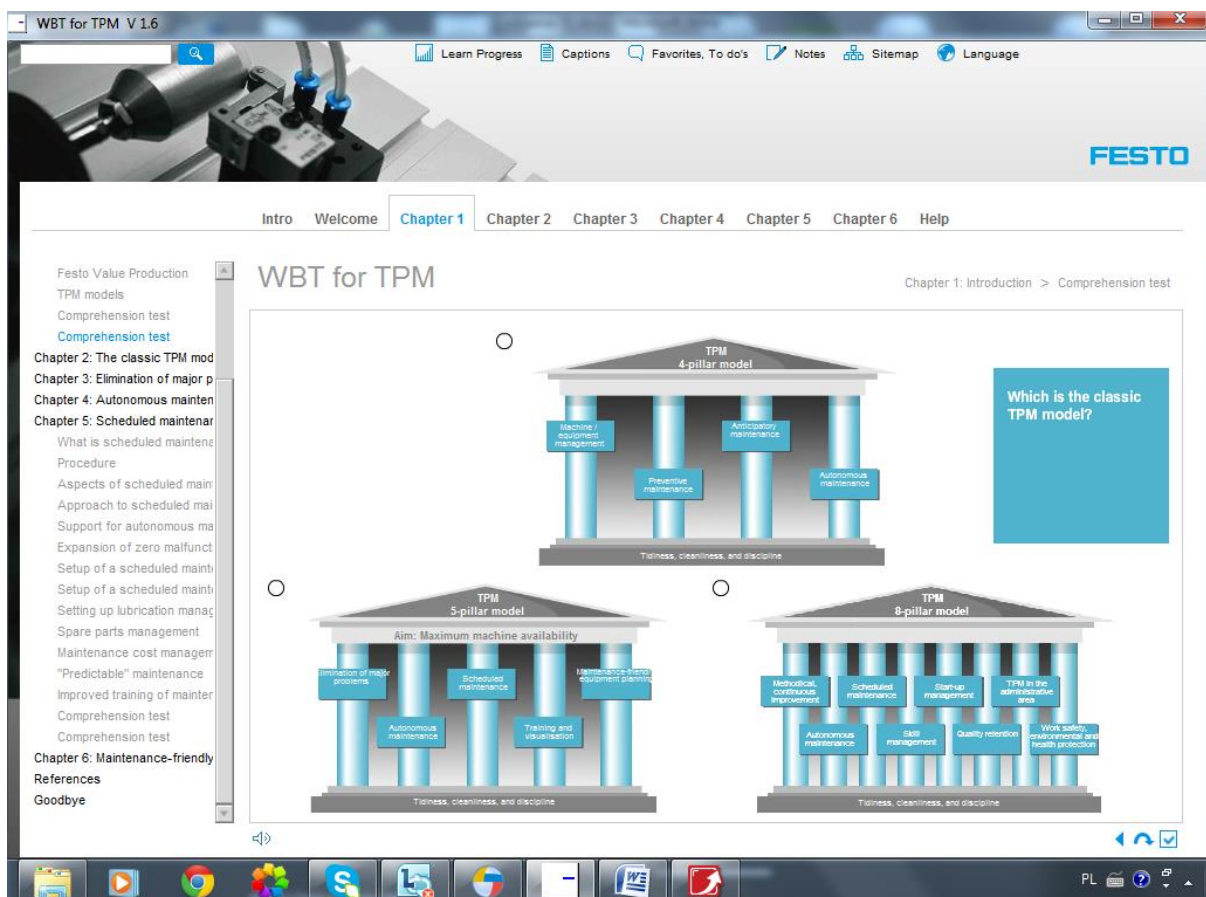 WBT for TPM V 1.6
Learn Progress
Captions
Favorites, To do's
Notes
Sitemap
Language
FESTO
Intro
Welcome
Chapter 1
Chapter 2
Chapter 3
Chapter 4
Chapter 5
Chapter 6
Help
Festo Value Production
TPM models
Comprehension test
Comprehension test
Chapter 2: The classic TPM mod
Chapter 3: Elimination of major p
Chapter 4: Autonomous mainten
Chapter 5: Scheduled maintenar
What is scheduled maintena
Procedure
Aspects of scheduled main
Approach to scheduled mai
Support for autonomous ma
Expansion of zero malfunct
Setup of a scheduled mainte
Setup of a scheduled mainte
Setting up lubrication manag
Spare parts management
Maintenance cost managem
"Predictable" maintenance
Improved training of mainter
Comprehension test
Comprehension test
Chapter 6: Maintenance-friendly
References
Goodbye
WBT for TPM
Chapter 1: Introduction > Comprehension test
TPM
4-pillar model
Machine /
equipment
management
Anticipatory
maintenance
Preventive
maintenance
Autonomous
maintenance
Tidiness, cleanliness, and discipline
Which is the classic
TPM model?
TPM
5-pillar model
Aim: Maximum machine availability
Elimination of major
problems
Scheduled
maintenance
Maintenance-friendly
equipment planning
Autonomous
maintenance
Training and
visualisation
Tidiness, cleanliness, and discipline
TPM
8-pillar model
Methodical,
continuous
improvement
Scheduled
maintenance
Start-up
management
TPM in the
administrative
area
Autonomous
maintenance
Skill
management
Quality retention
Work safety,
environmental and
health protection
Tidiness, cleanliness, and discipline
PL